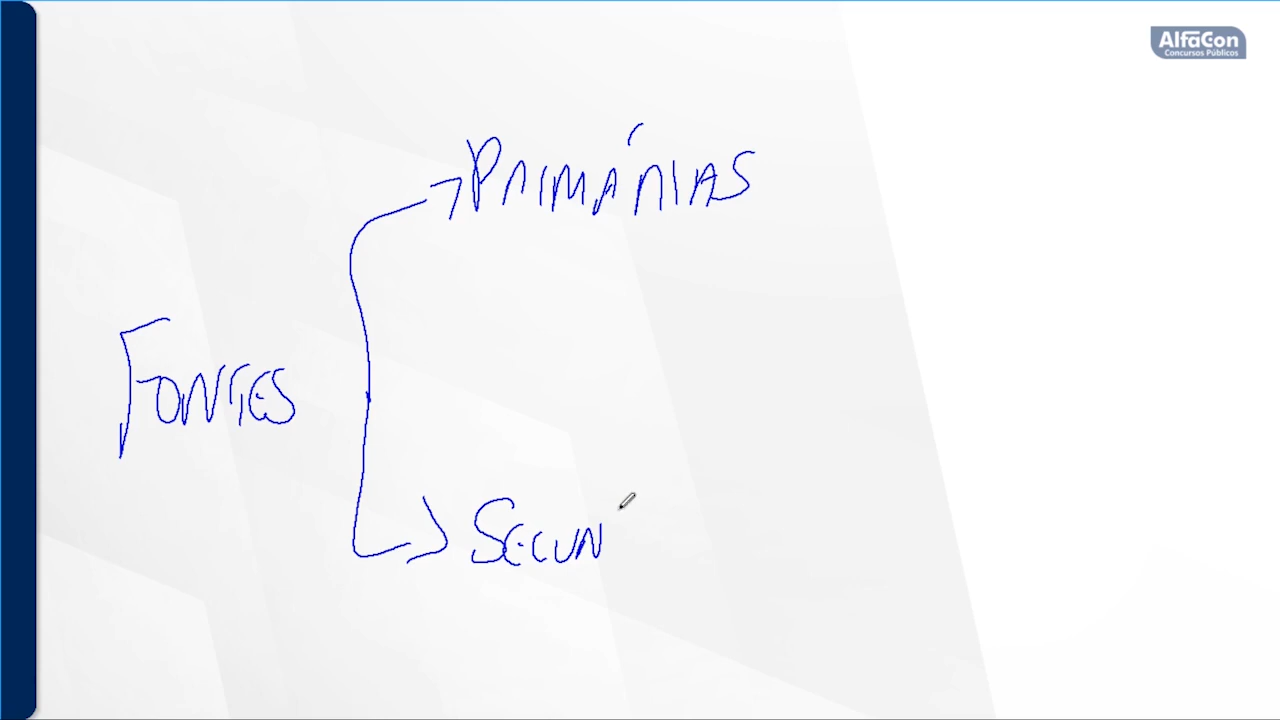 AlfaCon
Concursos Públicos
PRIMÁRIAS
FONTES
SECUN